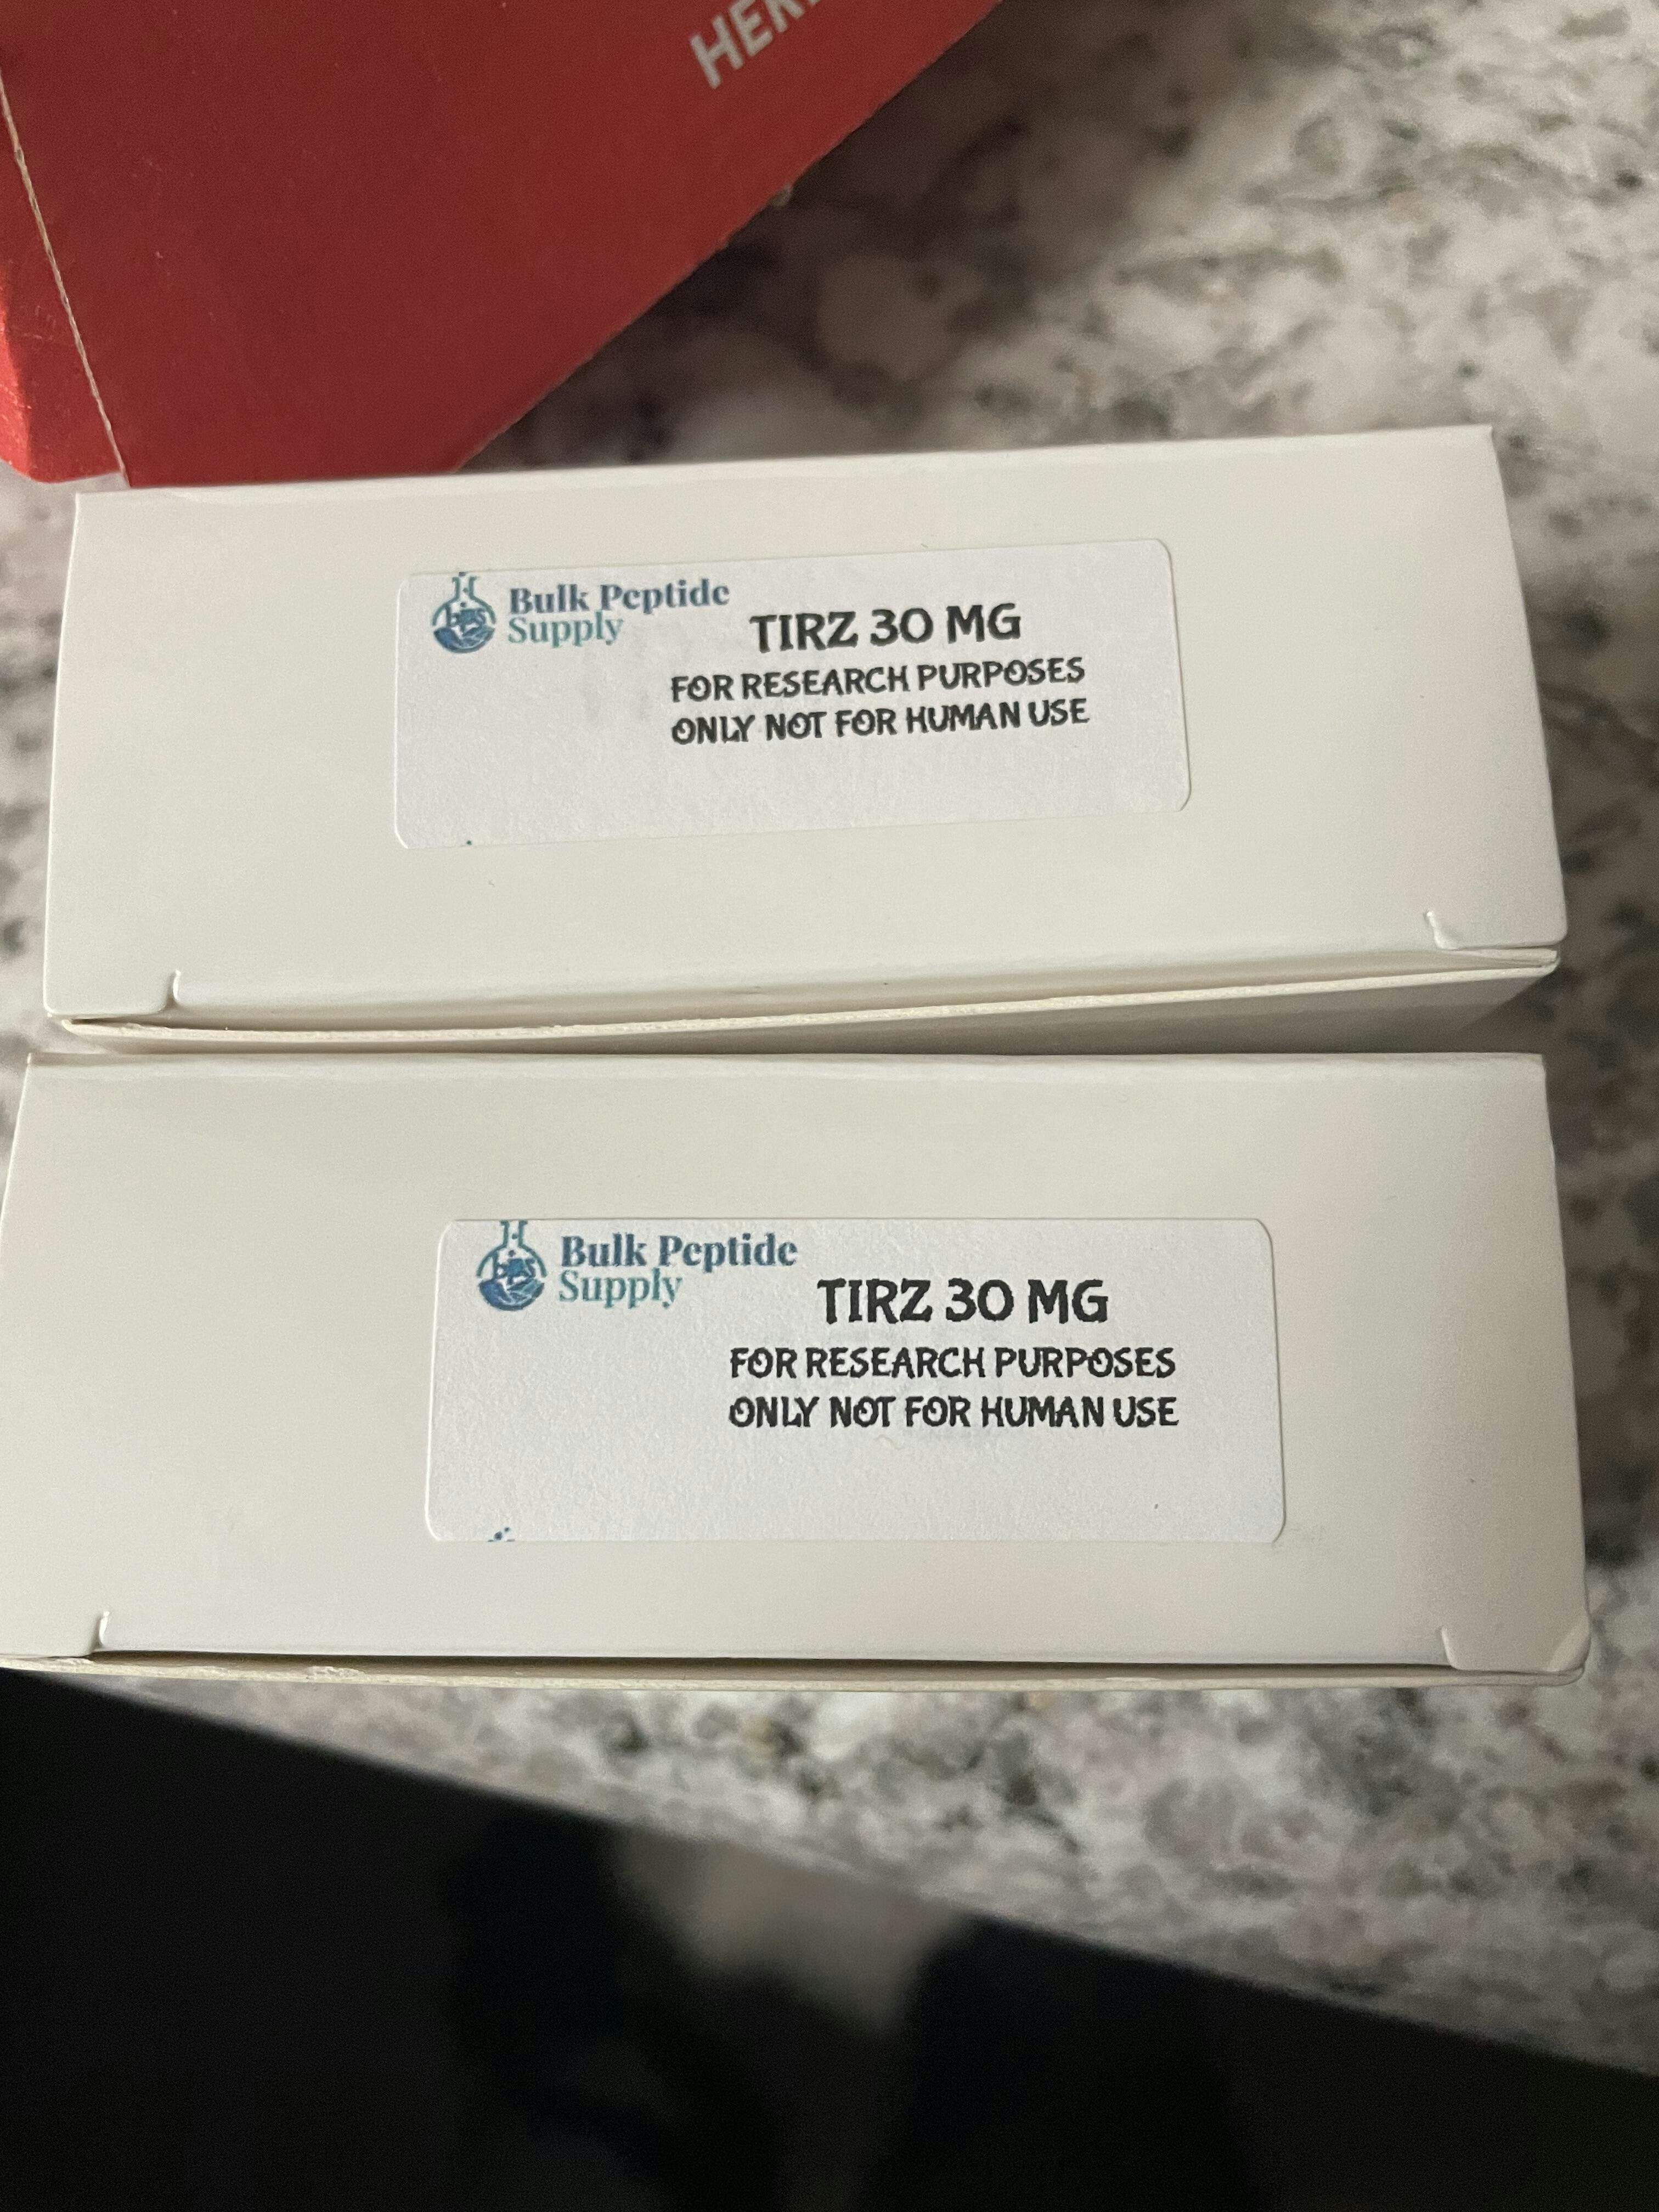 Bulk Peptide
Supply
TIRZ 30 MG
FOR RESEARCH PURPOSES
ONLY NOT FOR HUMAN USE
Bulk Peptide
Supply
TIRZ 30 MG
FOR RESEARCH PURPOSES
ONLY NOT FOR HUMAN USE